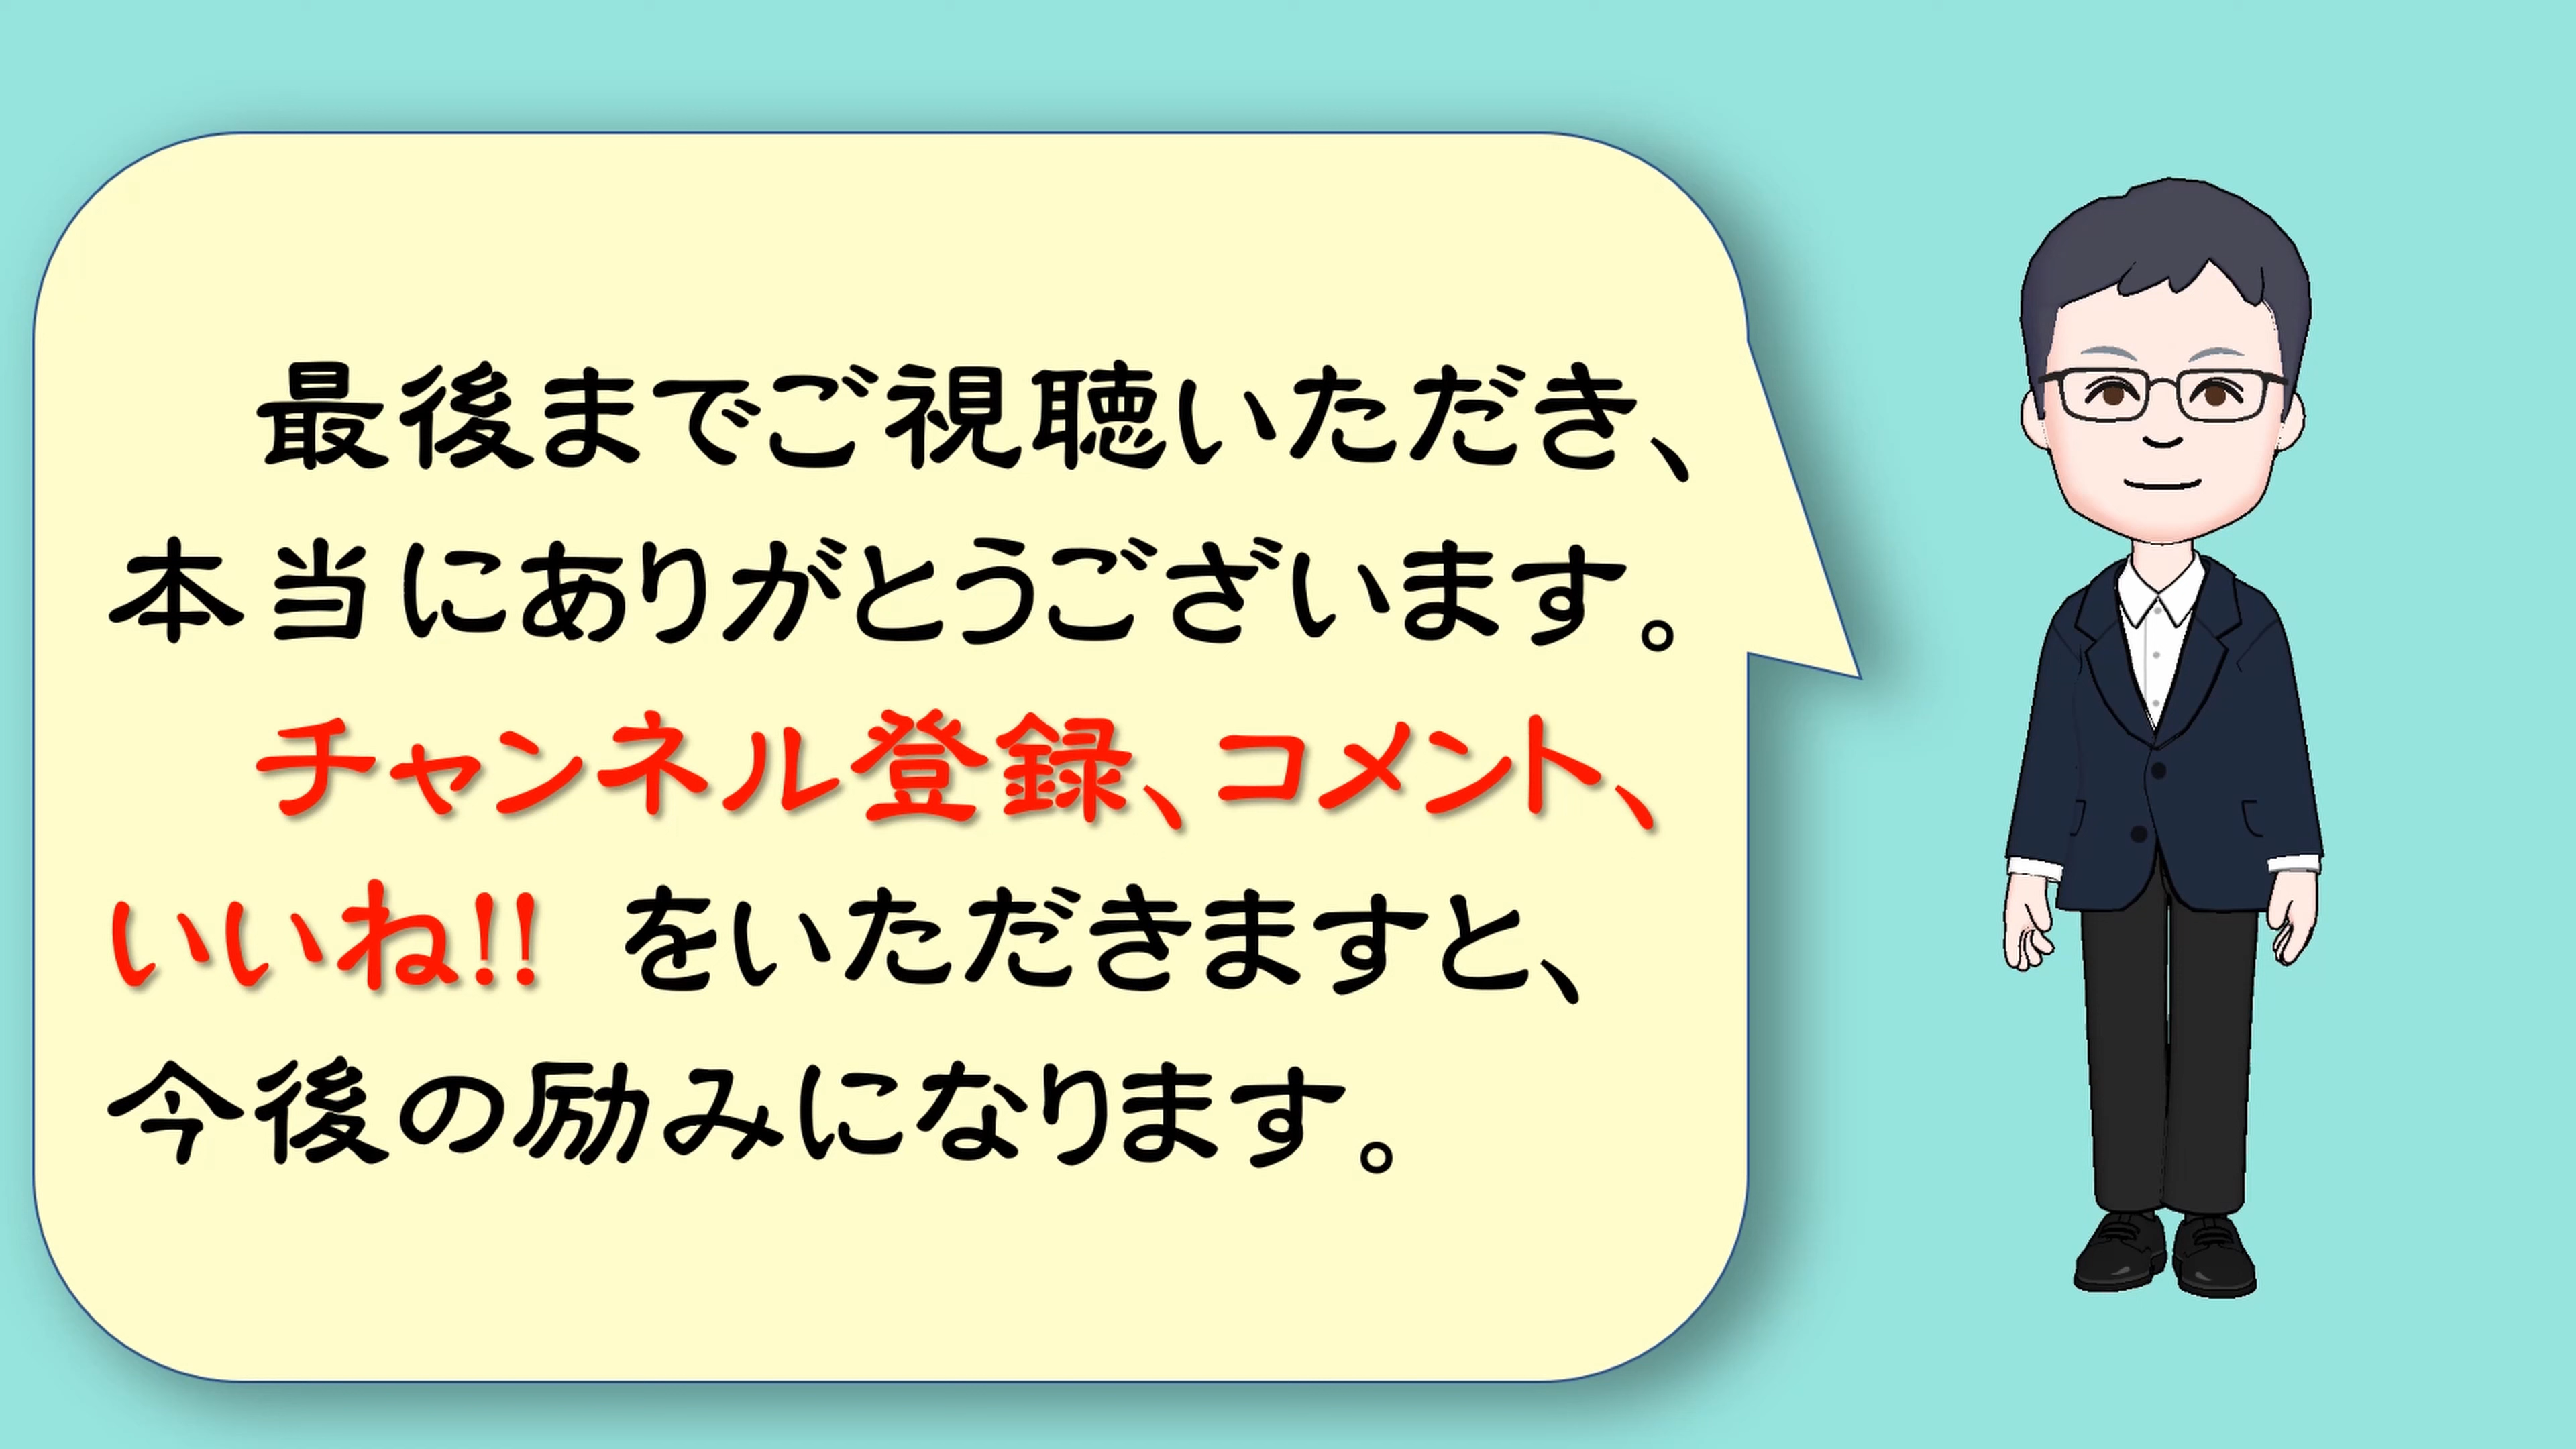 最後までご視聴いただき、
本当にありがとうございます。
チャンネル登録、コメント、
いいね!! をいただきますと、
今後の励みになります。